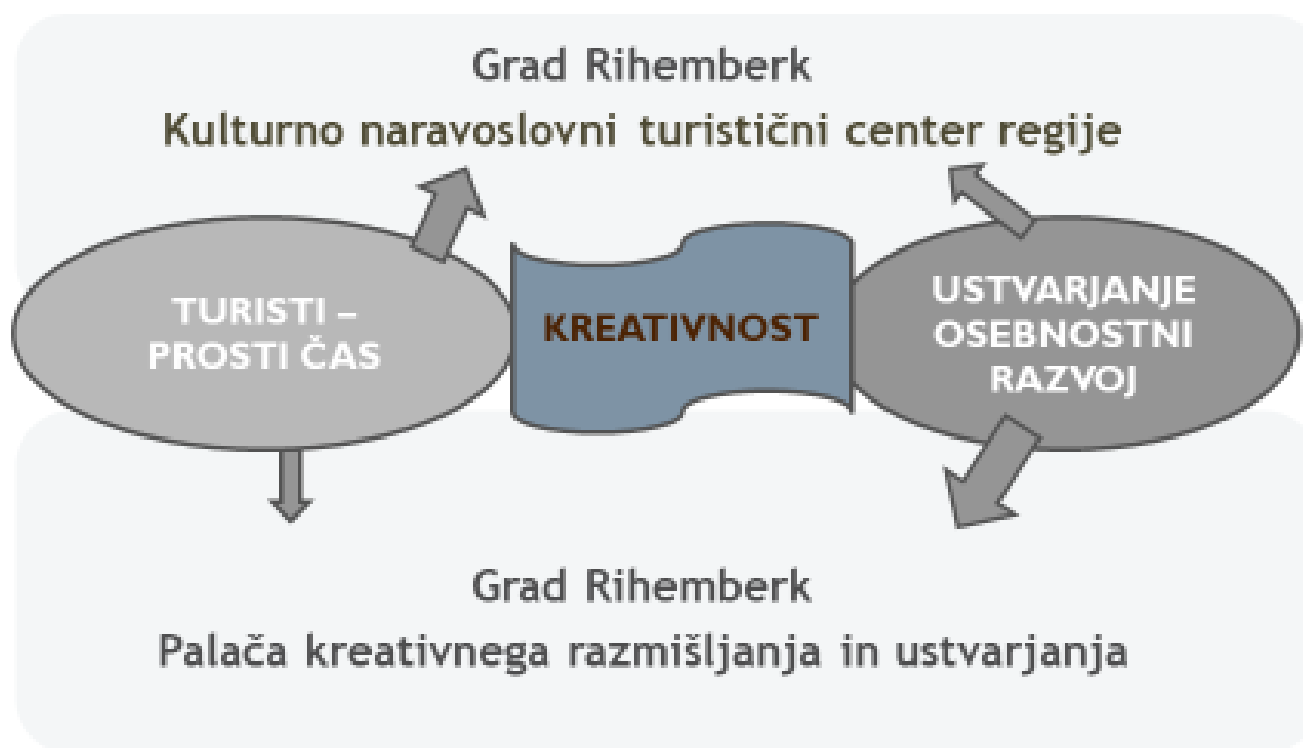 Grad Rihemberk
Kulturno naravoslovni turistični center regije
TURISTI –
PROSTI ČAS
KREATIVNOST
USTVARJANJE
OSEBNOSTNI
RAZVOJ
Grad Rihemberk
Palača kreativnega razmišljanja in ustvarjanja